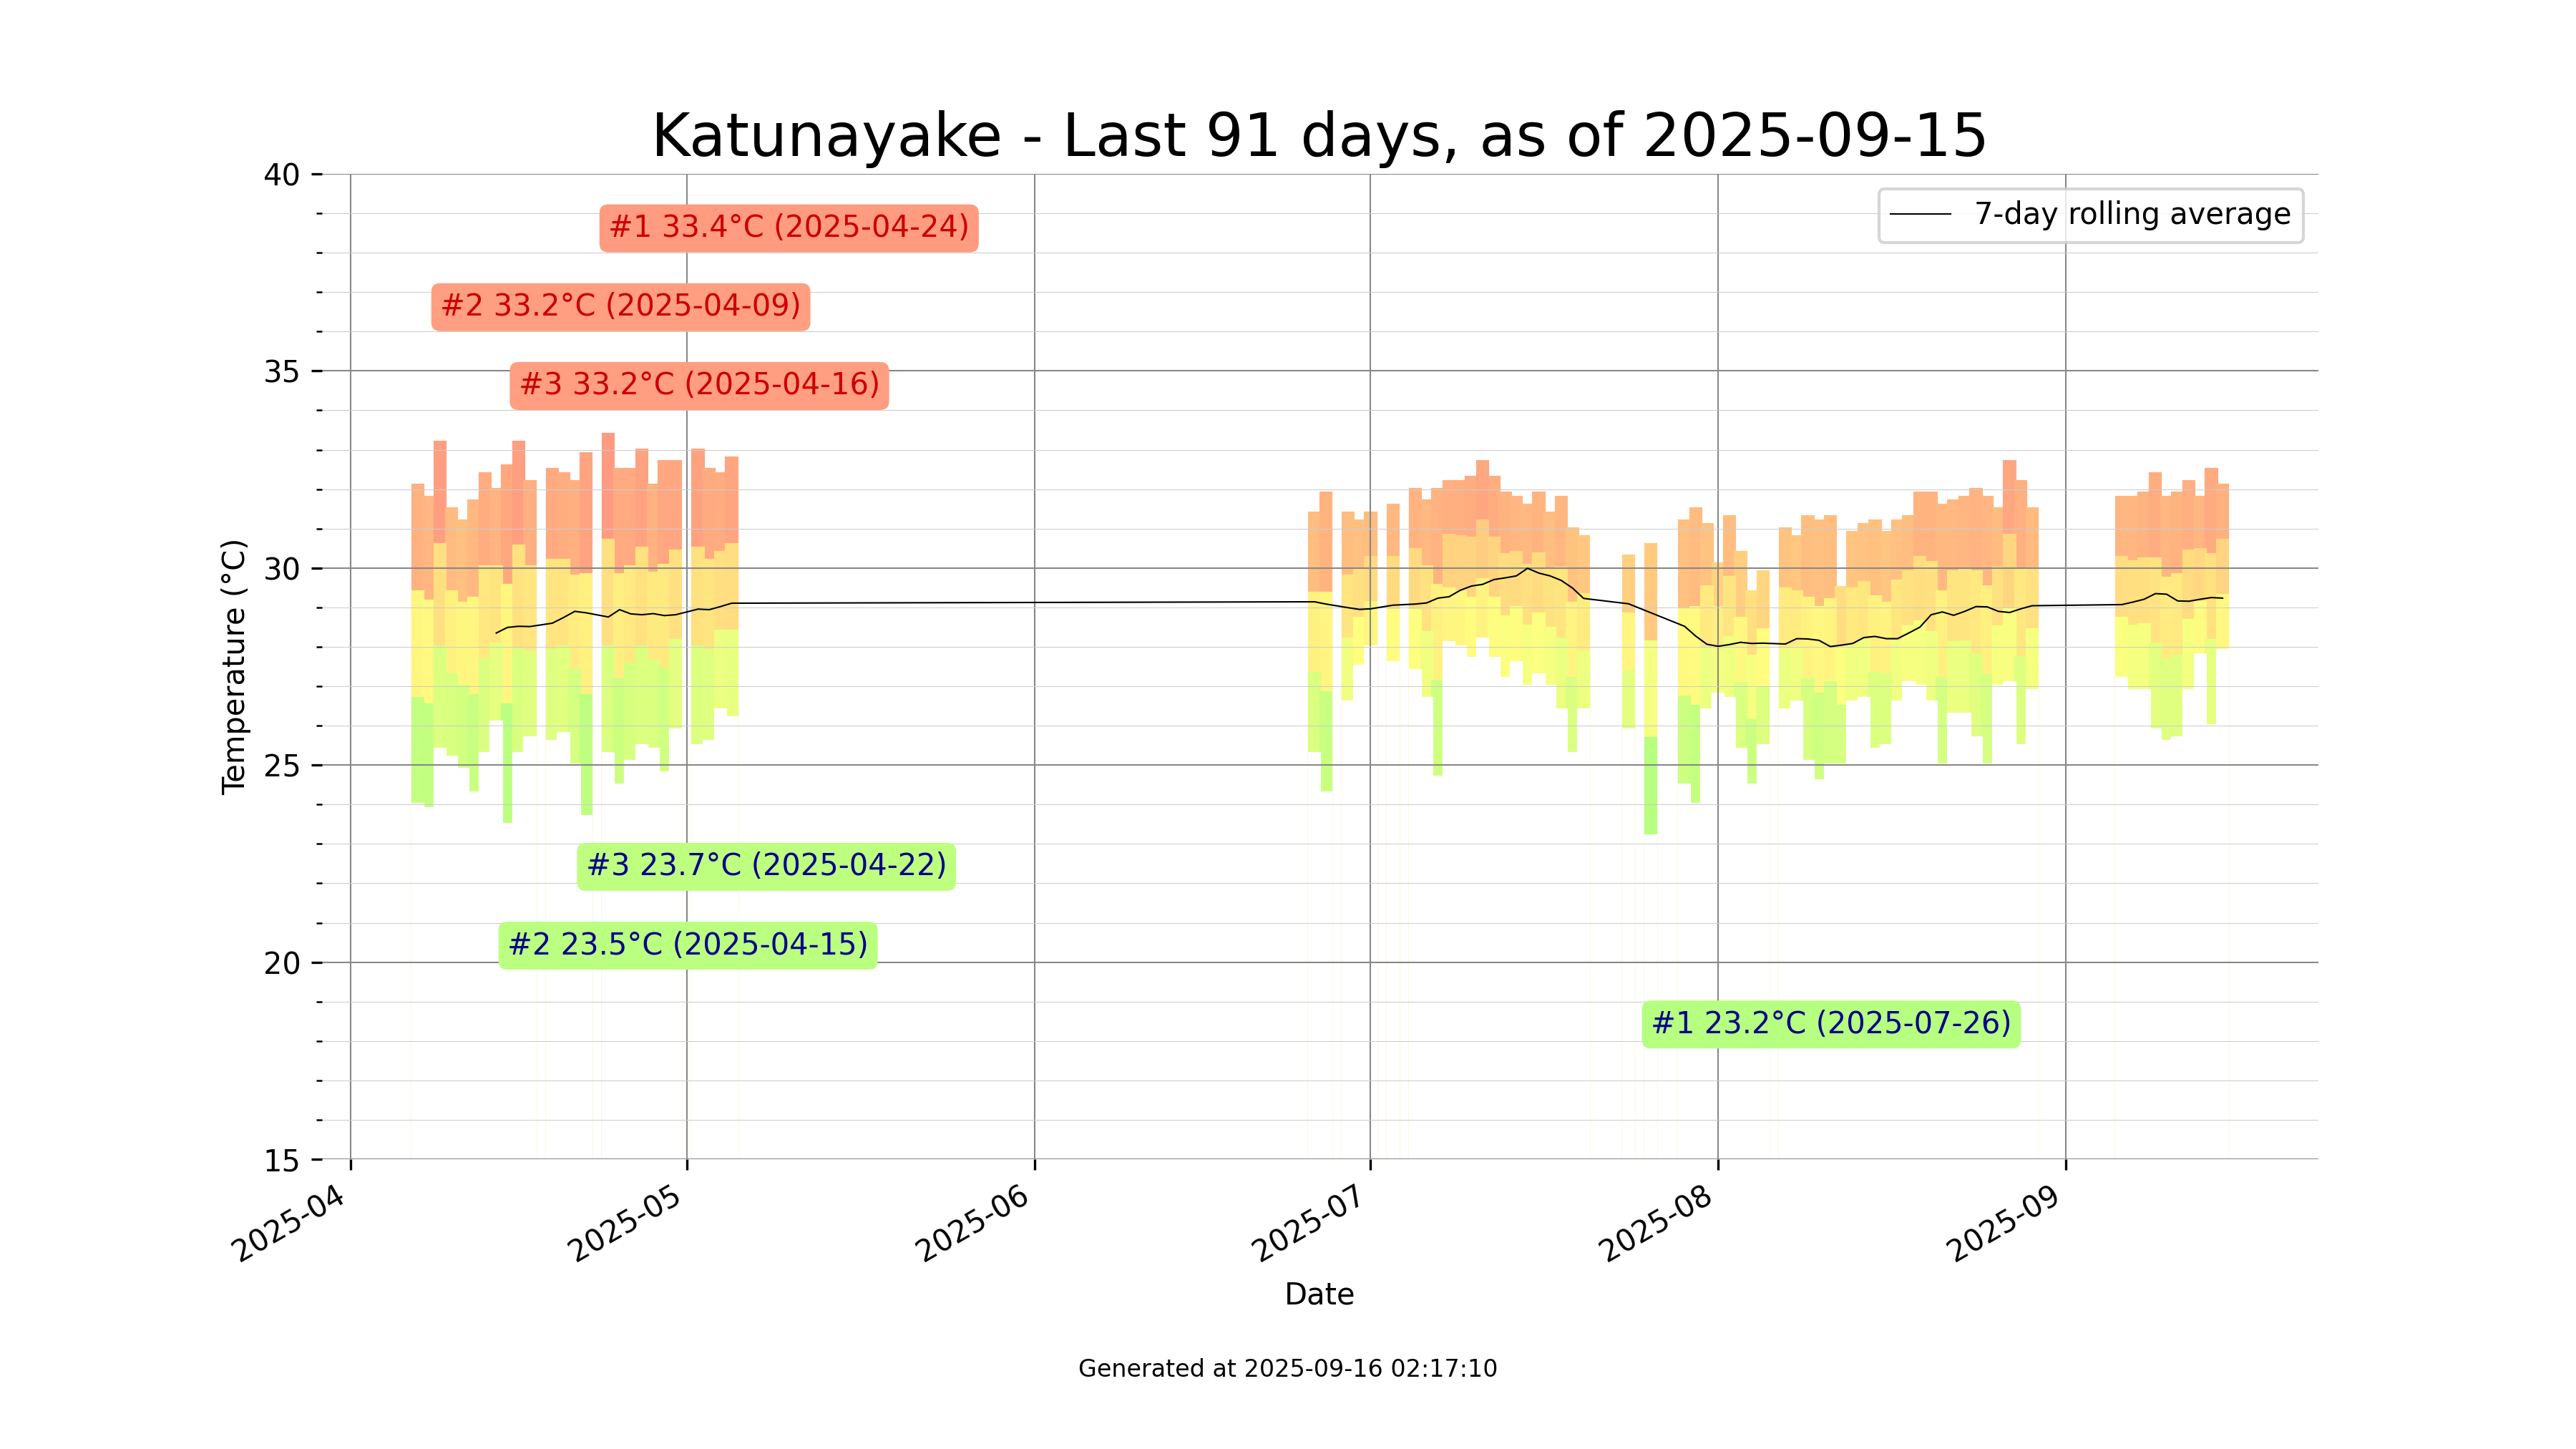 Katunayake - Last 91 days, as of 2025-09-15
40
7-day rolling average
#1 33.4°C (2025-04-24)
#2 33.2°C (2025-04-09)
35
#3 33.2°C (2025-04-16)
30
Temperature (°C)
25
#3 23.7°C (2025-04-22)
#2 23.5°C (2025-04-15)
20
#1 23.2°C (2025-07-26)
15
2025-04
2025-05
2025-06
2025-07
2025-08
2025-09
Date
Generated at 2025-09-16 02:17:10